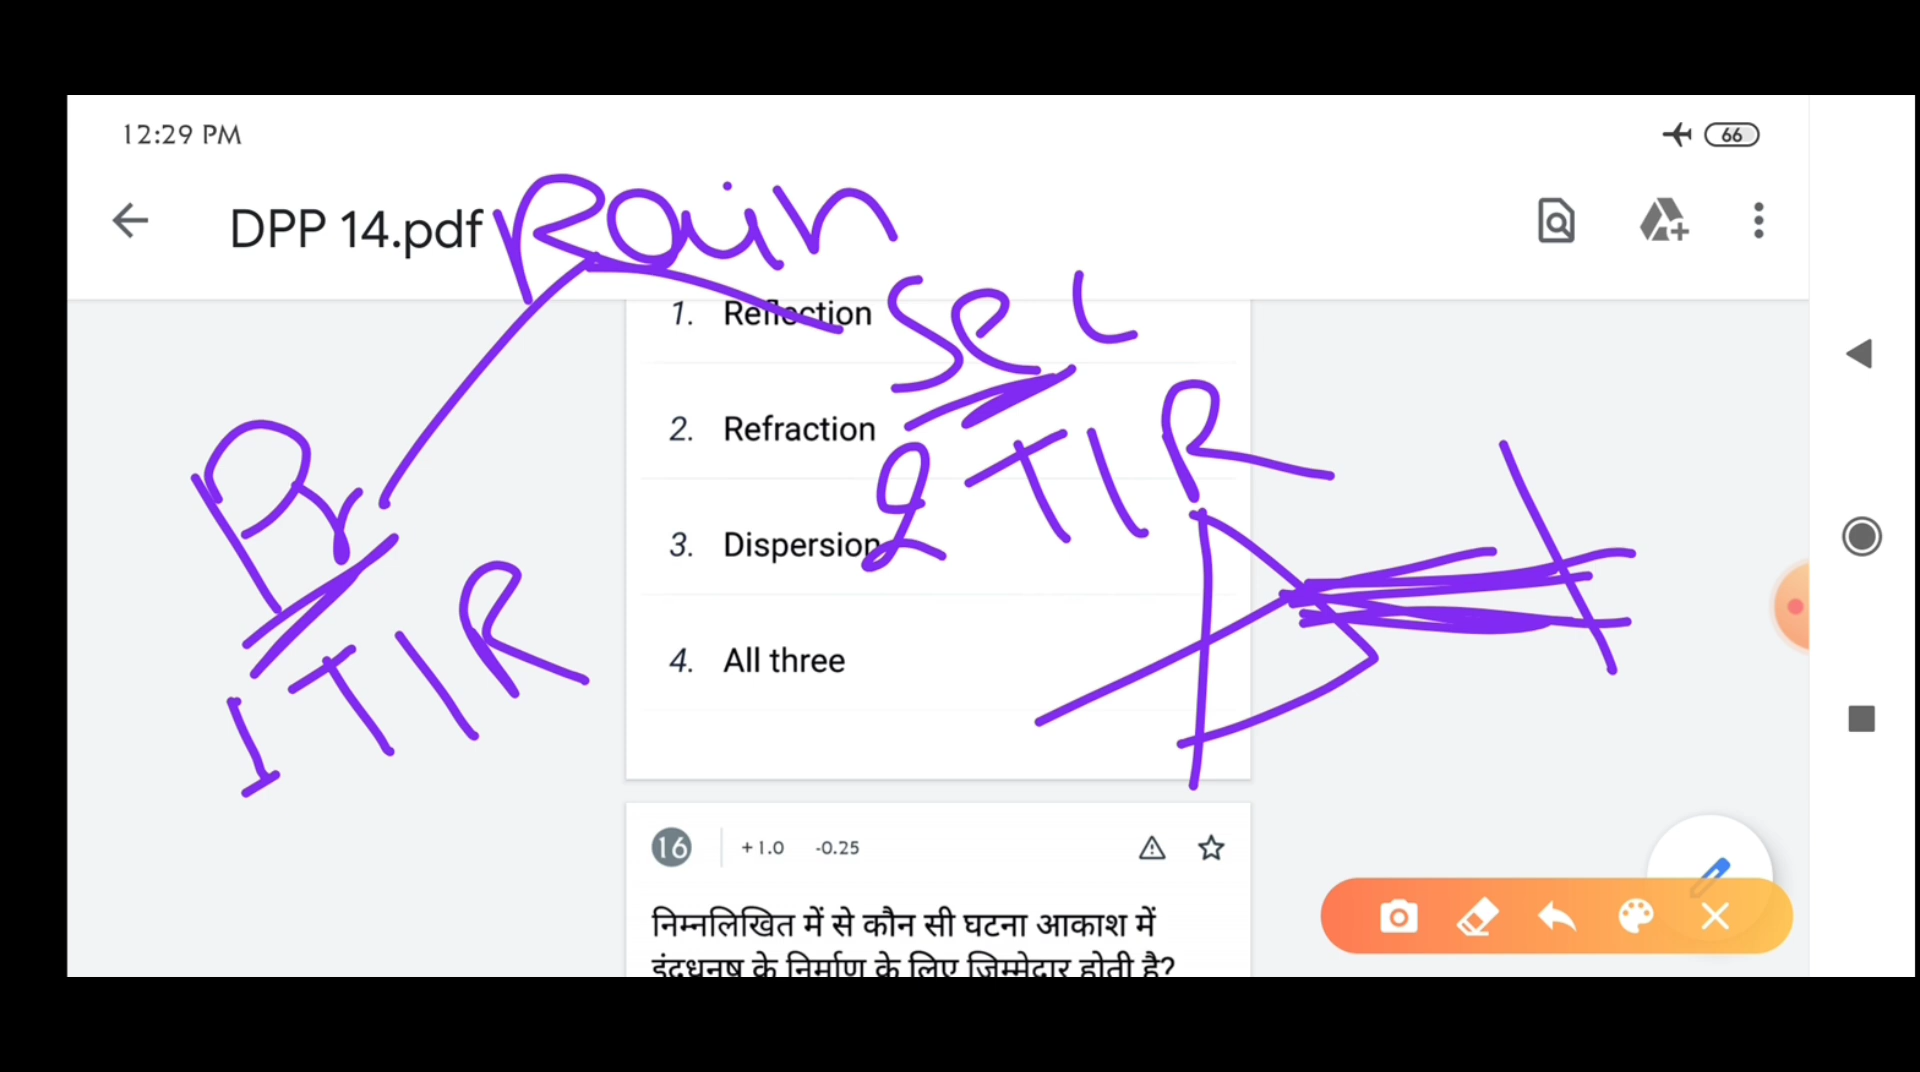 12:29 PM
66
DPP 14.pdf
Rain
1. Reflection
Sec
2. Refraction
2 TIR
Pr
3. Dispersion
1 TIR
4. All three
16 +1.0 -0.25
निम्नलिखित में से कौन सी घटना आकाश में
इंद्रधनुष के निर्माण के लिए जिम्मेदार होती है?